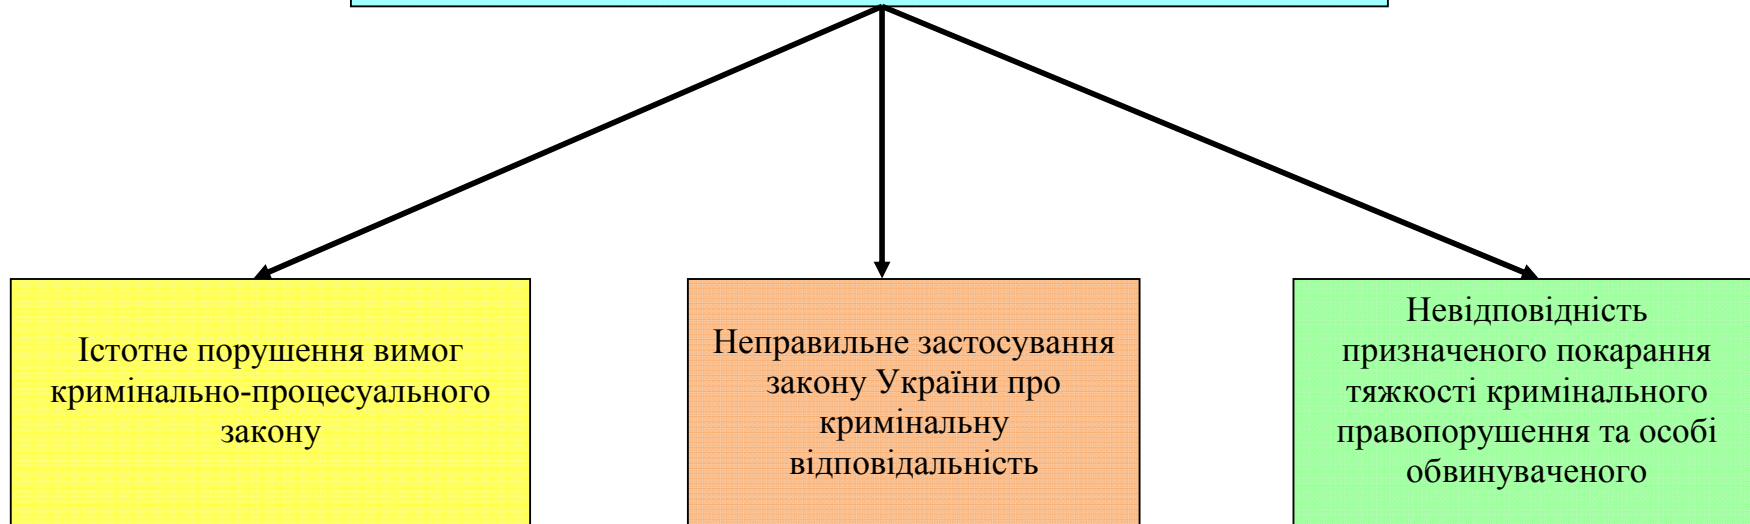 Істотне порушення вимог
кримінально-процесуального
закону
Неправильне застосування
закону України про
кримінальну
відповідальність
Невідповідність
призначеного покарання
тяжкості кримінального
правопорушення та особі
обвинуваченого